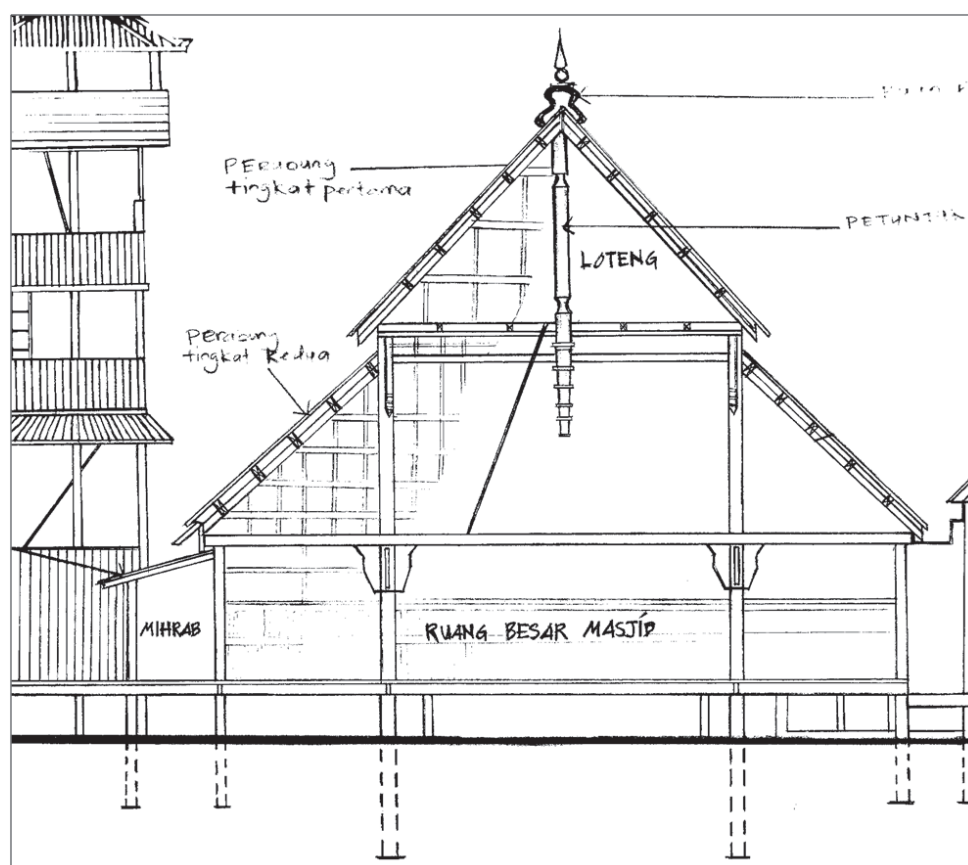 PERABUNG
tingkat pertama
LOTENG
PERABUNG
tingkat kedua
MIHRAB
RUANG BESAR MASJID